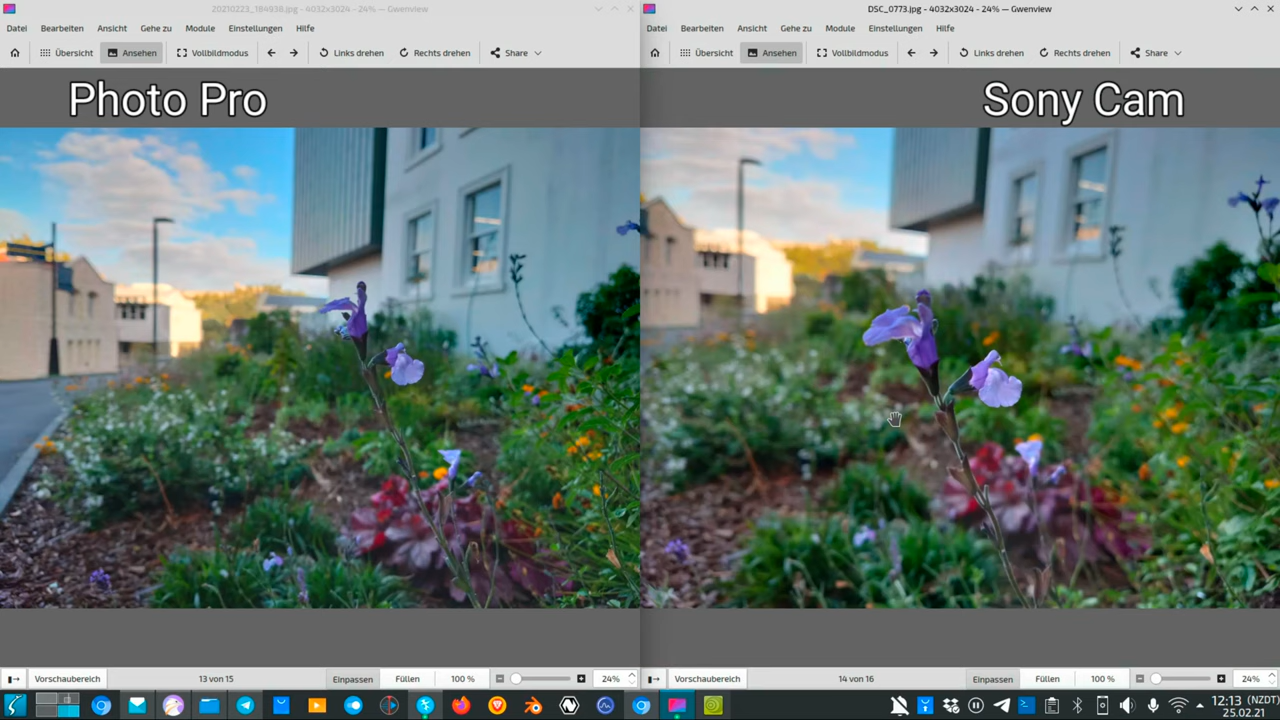 20210223_184938.jpg - 4032x3024 - 24% — Gwenview
Datei Bearbeiten Ansicht Gehe zu Module Einstellungen Hilfe
Übersicht Ansehen Vollbildmodus Links drehen Rechts drehen Share
Photo Pro
Vorschaubereich 13 von 15 Einpassen Füllen 100 % 24%
DSC_0773.jpg - 4032x3024 - 24% — Gwenview
Datei Bearbeiten Ansicht Gehe zu Module Einstellungen Hilfe
Übersicht Ansehen Vollbildmodus Links drehen Rechts drehen Share
Sony Cam
Vorschaubereich 14 von 16 Einpassen Füllen 100 % 24%
12:13 (NZDT)
25.02.21